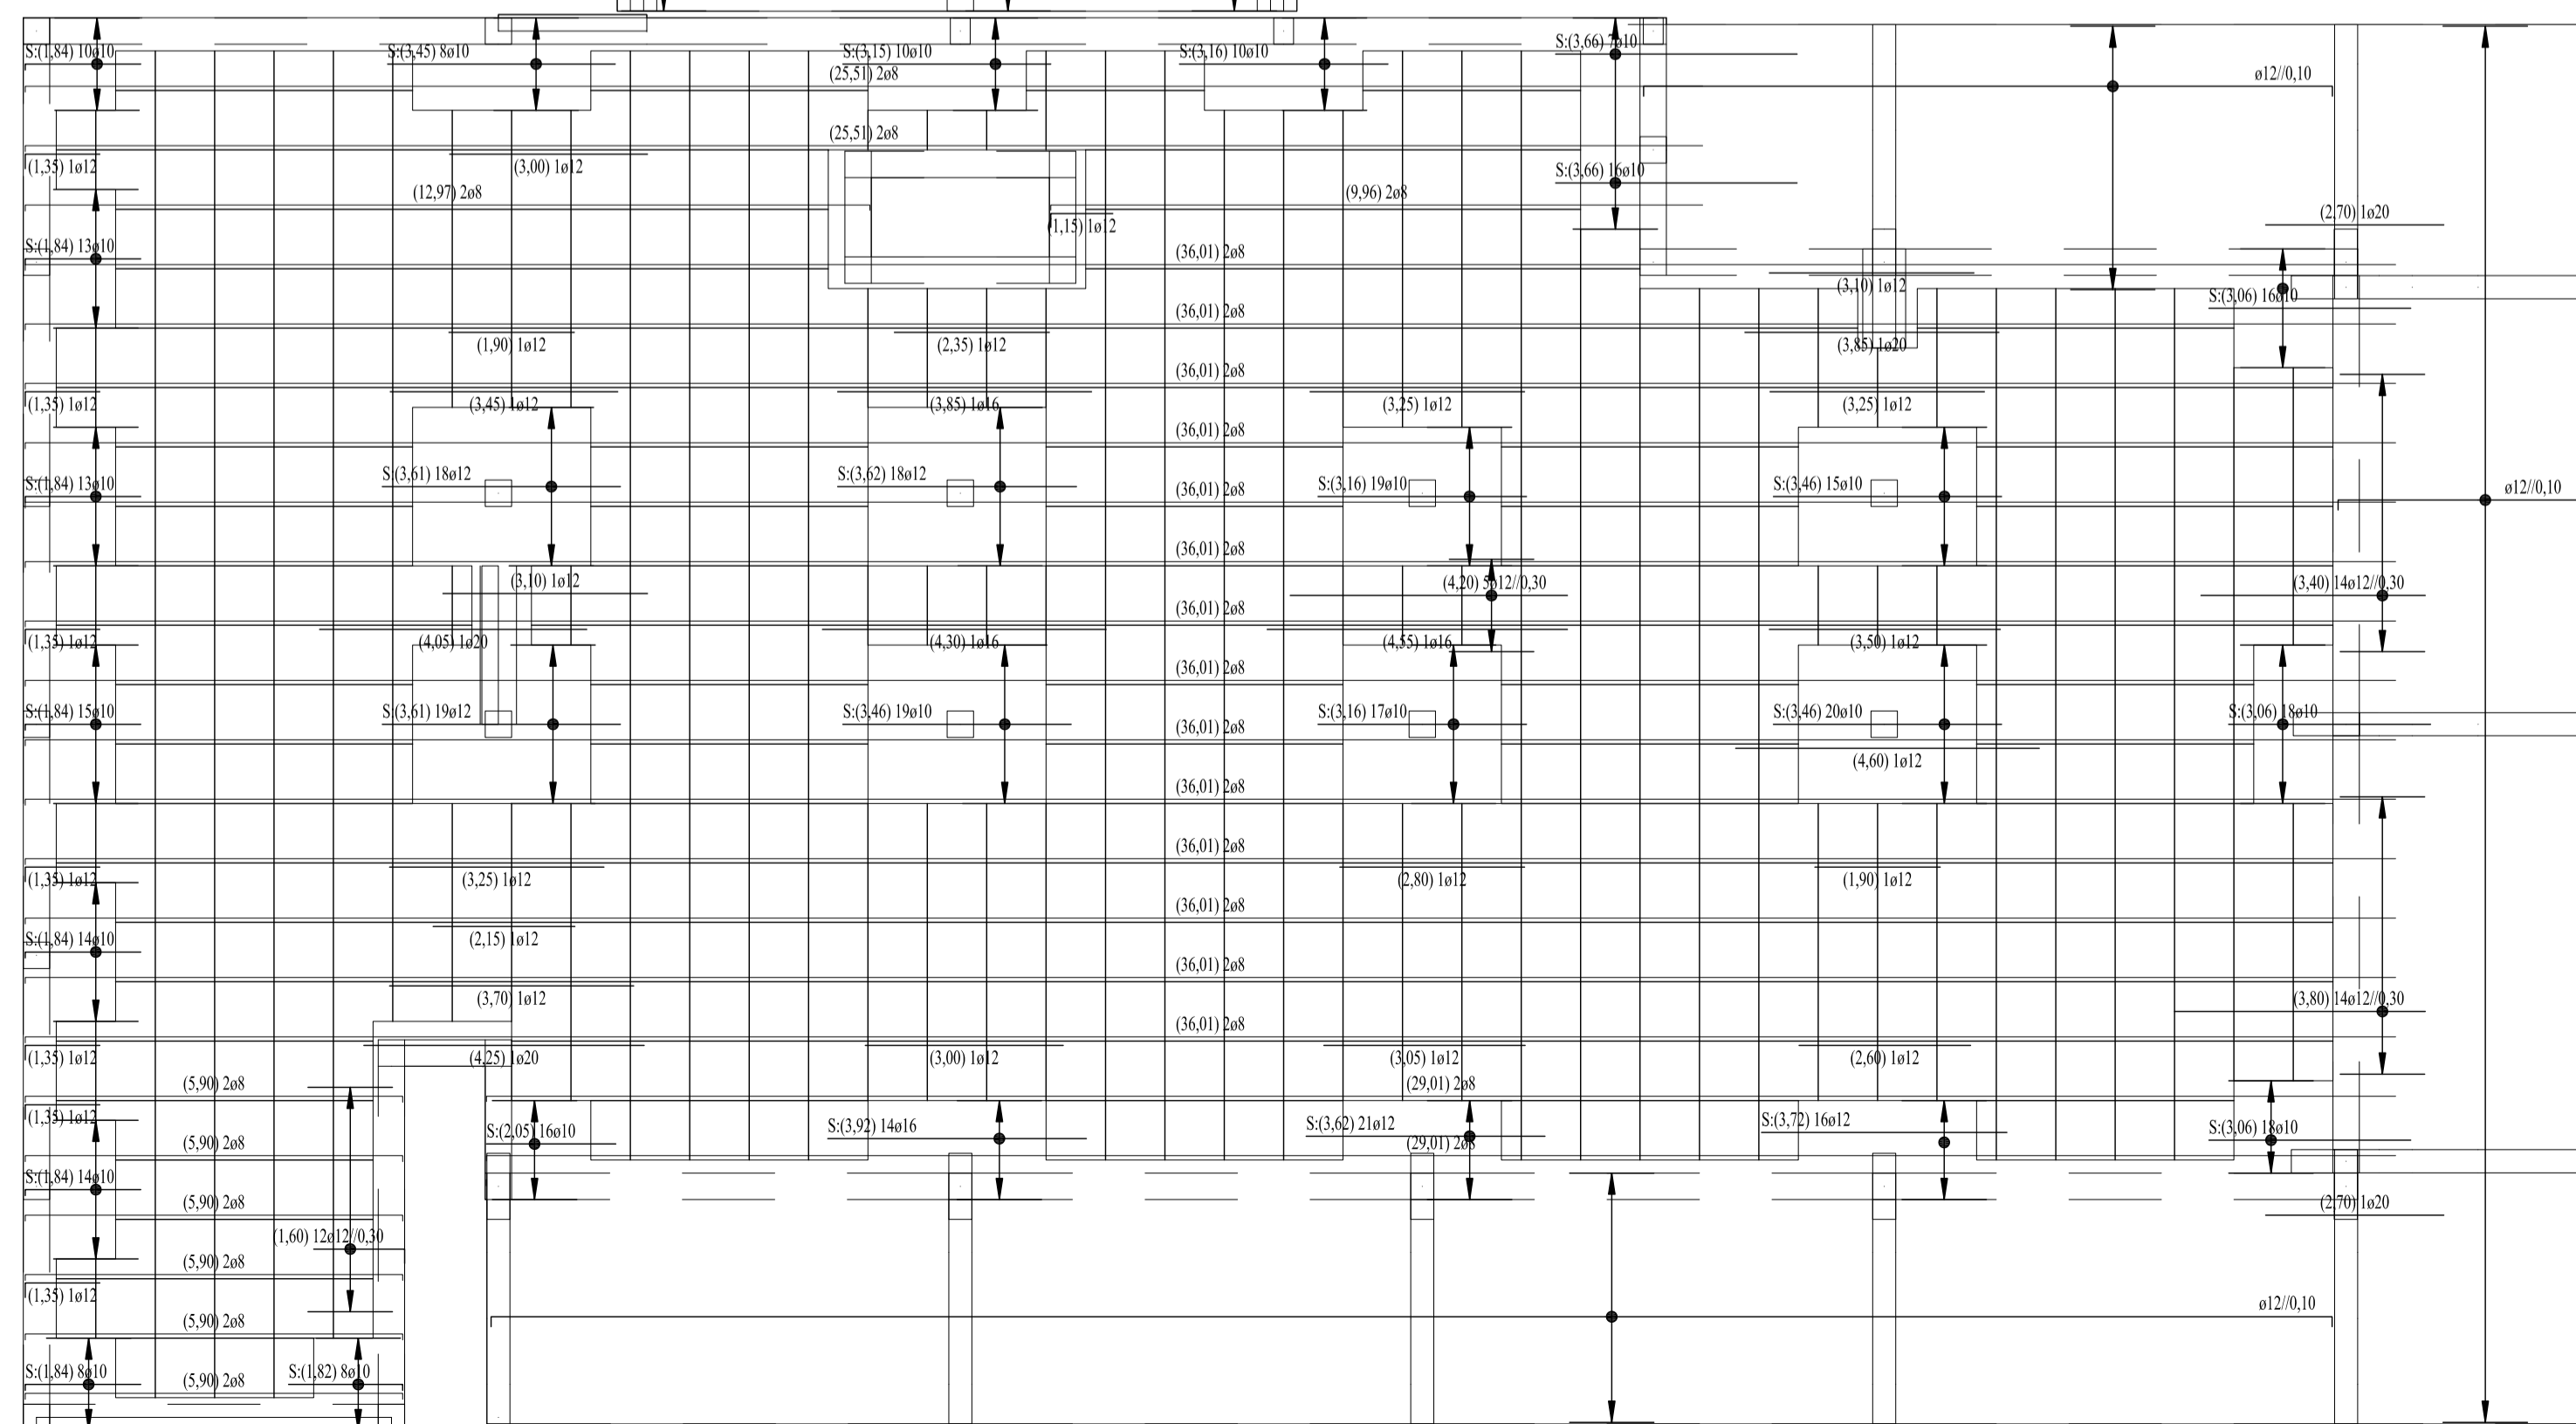 S:(1,84) 10ø10
S:(3,45) 8ø10
S:(3,15) 10ø10
S:(3,16) 10ø10
S:(3,66) 7ø10
(25,51) 2ø8
ø12//0,10
(25,51) 2ø8
(1,35) 1ø12
(3,00) 1ø12
S:(3,66) 16ø10
(12,97) 2ø8
(9,96) 2ø8
(2,70) 1ø20
(1,15) 1ø12
S:(1,84) 13ø10
(36,01) 2ø8
(3,10) 1ø12
S:(3,06) 16ø10
(36,01) 2ø8
(1,90) 1ø12
(2,35) 1ø12
(3,85) 1ø20
(36,01) 2ø8
(1,35) 1ø12
(3,45) 1ø12
(3,85) 1ø16
(3,25) 1ø12
(3,25) 1ø12
(36,01) 2ø8
S:(1,84) 13ø10
S:(3,61) 18ø12
S:(3,62) 18ø12
(36,01) 2ø8
S:(3,16) 19ø10
S:(3,46) 15ø10
ø12//0,10
(36,01) 2ø8
(3,10) 1ø12
(4,20) 5ø12//0,30
(3,40) 14ø12//0,30
(36,01) 2ø8
(1,35) 1ø12
(4,05) 1ø20
(4,30) 1ø16
(4,55) 1ø16
(3,50) 1ø12
(36,01) 2ø8
S:(1,84) 15ø10
S:(3,61) 19ø12
S:(3,46) 19ø10
(36,01) 2ø8
S:(3,16) 17ø10
S:(3,46) 20ø10
S:(3,06) 18ø10
(4,60) 1ø12
(36,01) 2ø8
(36,01) 2ø8
(1,35) 1ø12
(3,25) 1ø12
(2,80) 1ø12
(1,90) 1ø12
(36,01) 2ø8
S:(1,84) 14ø10
(2,15) 1ø12
(36,01) 2ø8
(3,70) 1ø12
(3,80) 14ø12//0,30
(36,01) 2ø8
(1,35) 1ø12
(4,25) 1ø20
(3,00) 1ø12
(3,05) 1ø12
(2,60) 1ø12
(5,90) 2ø8
(29,01) 2ø8
(1,35) 1ø12
S:(2,05) 16ø10
S:(3,92) 14ø16
S:(3,62) 21ø12
S:(3,72) 16ø12
S:(3,06) 18ø10
(5,90) 2ø8
(29,01) 2ø8
S:(1,84) 14ø10
(5,90) 2ø8
(2,70) 1ø20
(1,60) 12ø12//0,30
(5,90) 2ø8
(1,35) 1ø12
ø12//0,10
(5,90) 2ø8
S:(1,84) 8ø10
(5,90) 2ø8
S:(1,82) 8ø10